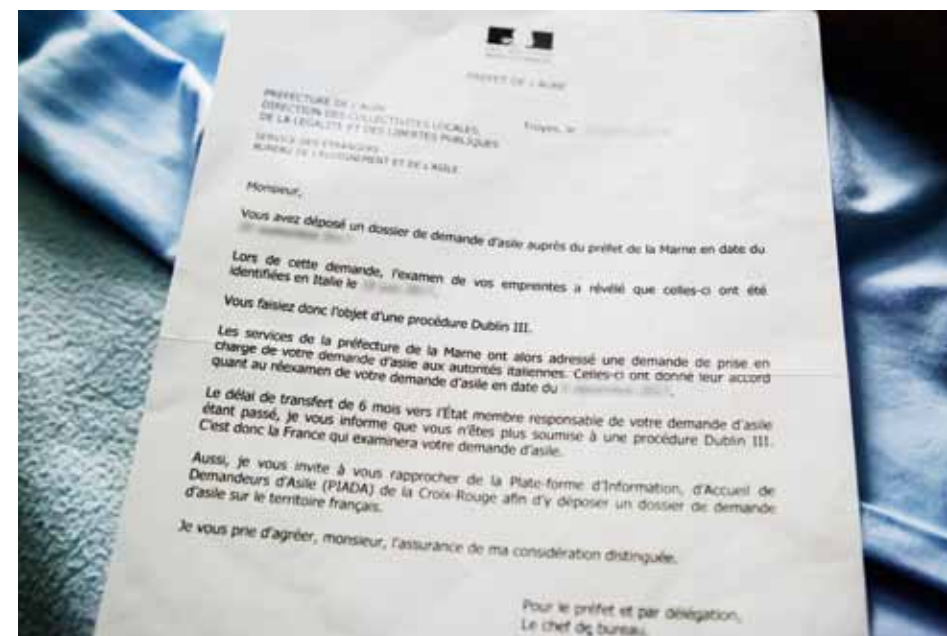 PREFET DE L'AUBE
PREFECTURE DE L'AUBE
DIRECTION DES COLLECTIVITES LOCALES,
DE LA LEGALITE ET DES LIBERTES PUBLIQUES
SERVICE DES ETRANGERS
BUREAU DE L'ELOIGNEMENT ET DE L'ASILE
Troyes, le
Monsieur,
Vous avez déposé un dossier de demande d'asile auprès du préfet de la Marne en date du
Lors de cette demande, l'examen de vos empreintes a révélé que celles-ci ont été
identifiées en Italie le
Vous faisiez donc l'objet d'une procédure Dublin III.
Les services de la préfecture de la Marne ont alors adressé une demande de prise en
charge de votre demande d'asile aux autorités italiennes. Celles-ci ont donné leur accord
quant au réexamen de votre demande d'asile en date du
Le délai de transfert de 6 mois vers l'État membre responsable de votre demande d'asile
étant passé, je vous informe que vous n'êtes plus soumise à une procédure Dublin III.
C'est donc la France qui examinera votre demande d'asile.
Aussi, je vous invite à vous rapprocher de la Plate-forme d'Information, d'Accueil de
Demandeurs d'Asile (PIADA) de la Croix-Rouge afin d'y déposer un dossier de demande
d'asile sur le territoire français.
Je vous prie d'agréer, monsieur, l'assurance de ma considération distinguée.
Pour le préfet et par délégation,
Le chef de bureau,